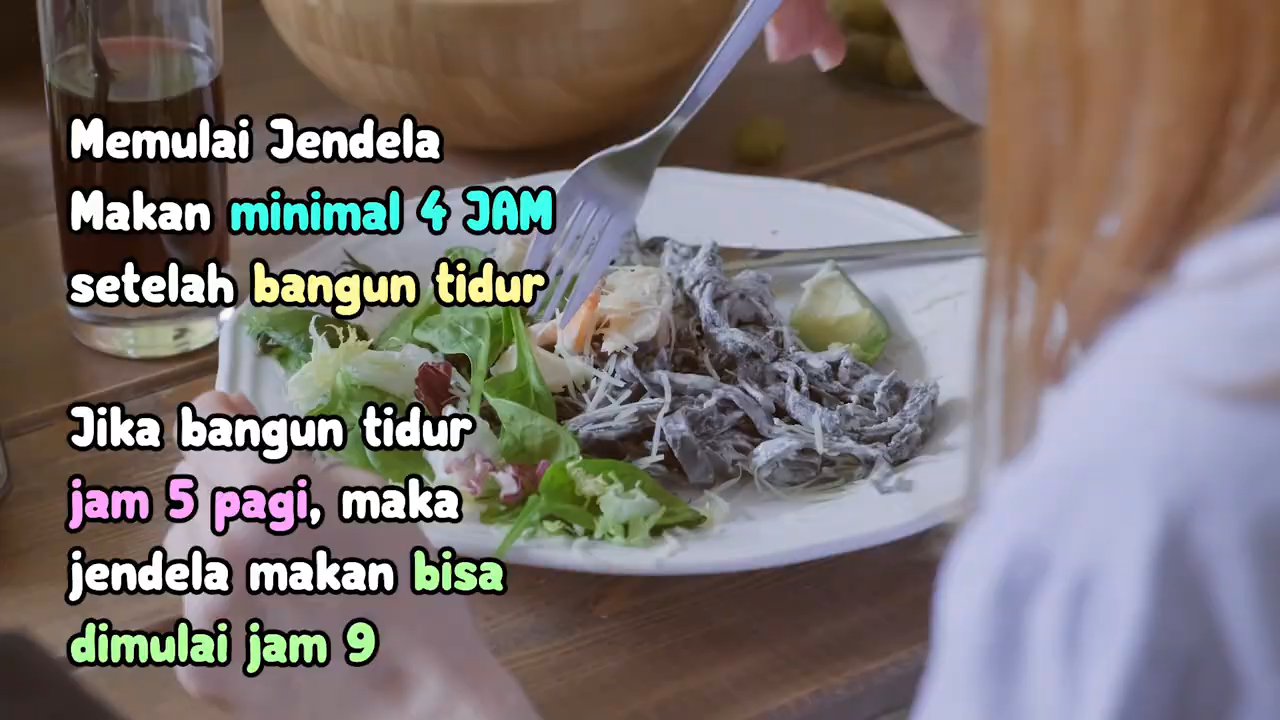 Memulai Jendela
Makan minimal 4 JAM
setelah bangun tidur
Jika bangun tidur
jam 5 pagi, maka
jendela makan bisa
dimulai jam 9